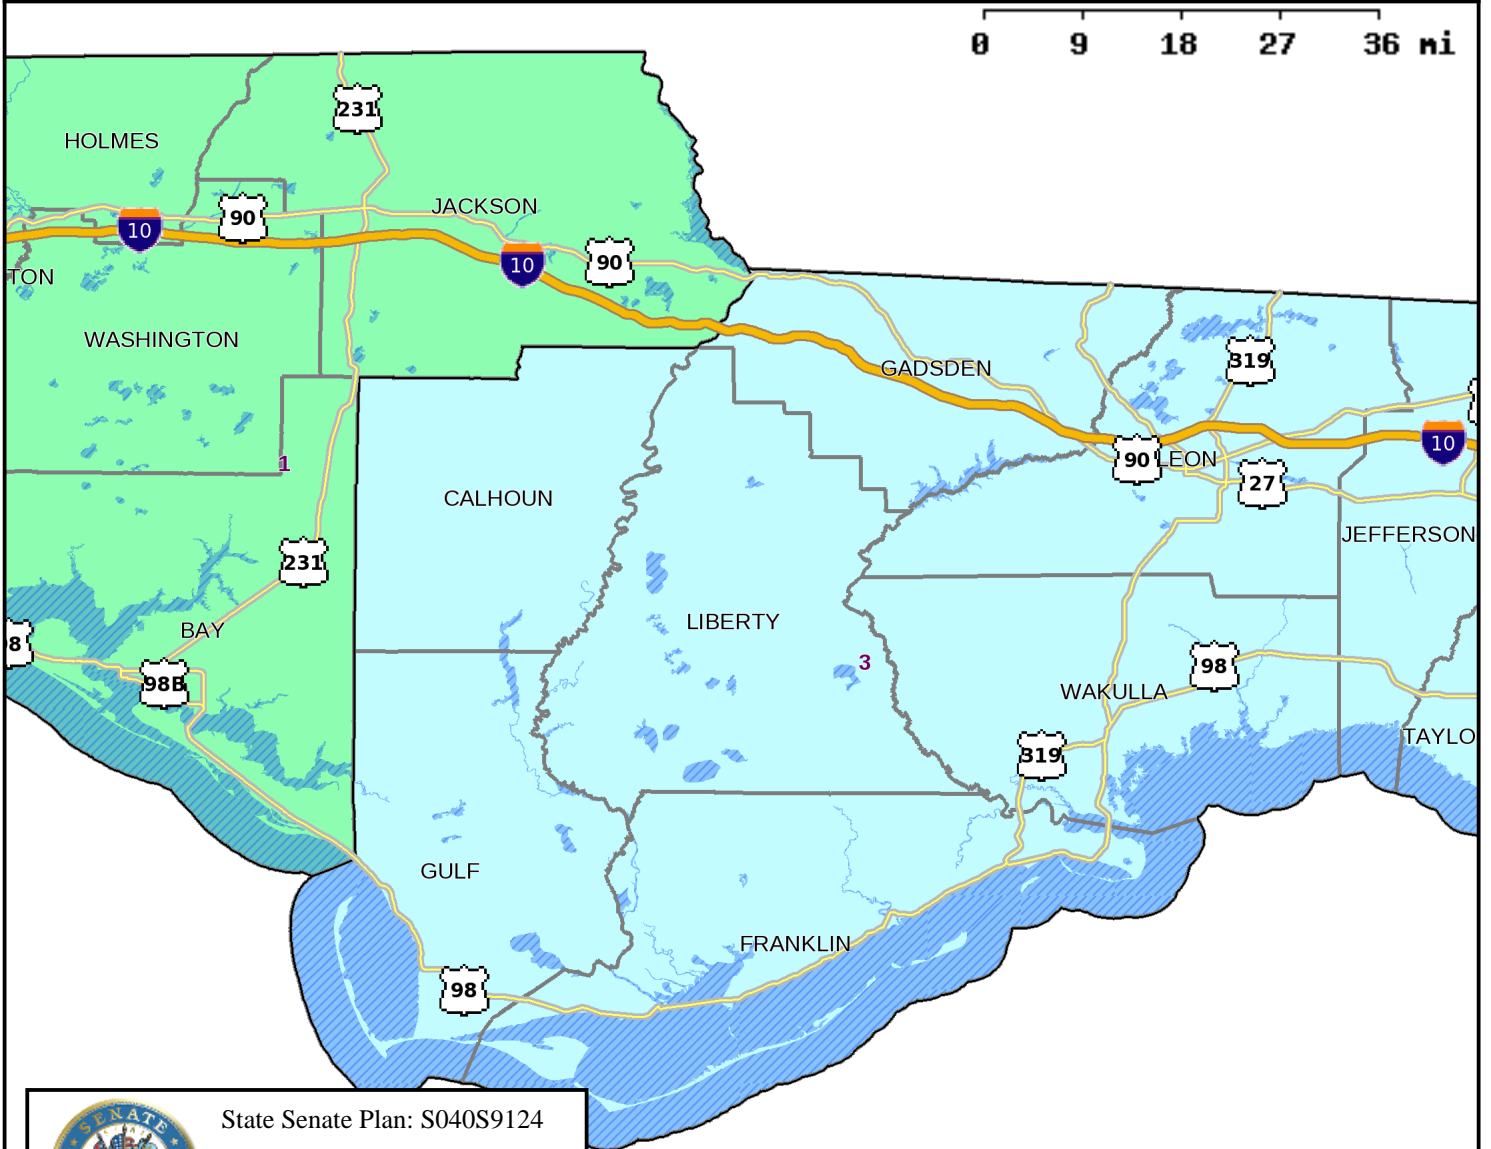 0 9 18 27 36 mi
231
HOLMES
JACKSON
90
10
10
90
TON
WASHINGTON
319
GADSDEN
10
1
90
LEON
27
CALHOUN
JEFFERSON
231
BAY
LIBERTY
8
98B
3
98
WAKULLA
319
TAYLO
GULF
FRANKLIN
98
SENATE
State Senate Plan: S040S9124